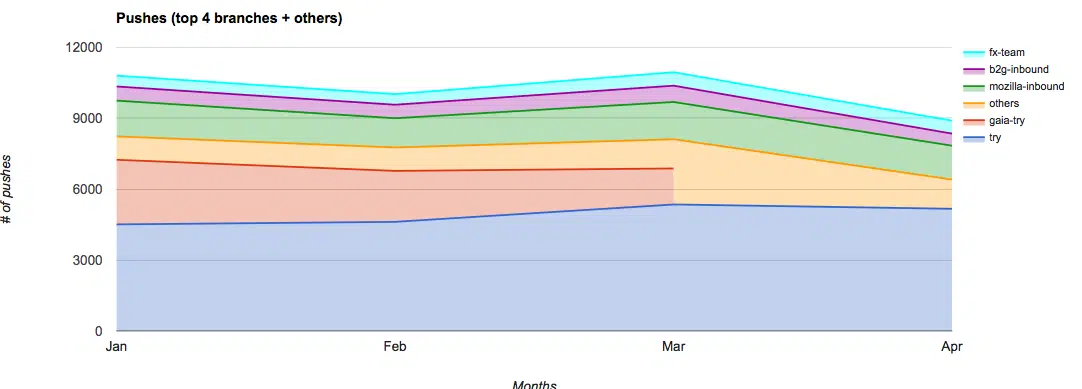 Pushes (top 4 branches + others)
12000
9000
6000
3000
0
# of pushes
Jan
Feb
Mar
Apr
Months
fx-team
b2g-inbound
mozilla-inbound
others
gaia-try
try